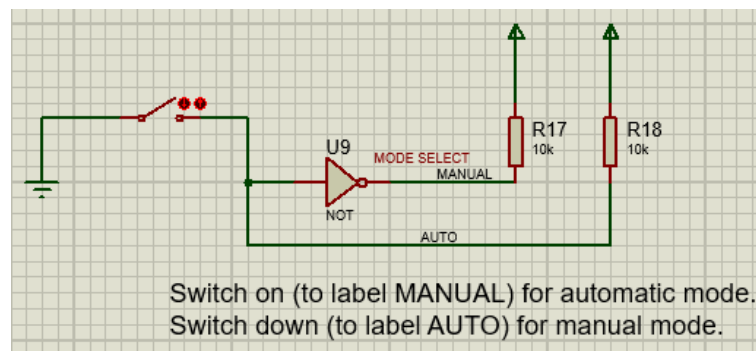 R17
10k
R18
10k
U9
MODE SELECT
MANUAL
NOT
AUTO
Switch on (to label MANUAL) for automatic mode.
Switch down (to label AUTO) for manual mode.